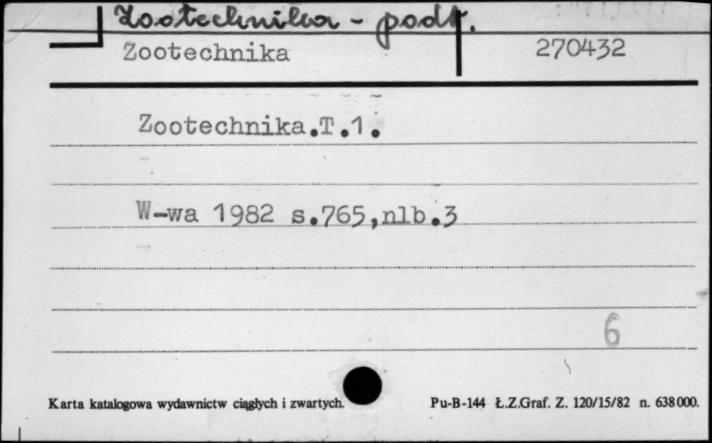 Zootechnika - podr.
Zootechnika 270432
Zootechnika.T.1.
W-wa 1982 s.765,nlb.3
6
Karta katalogowa wydawnictw ciągłych i zwartych. Pu-B-144 Ł.Z.Graf. Z. 120/15/82 n. 638000.